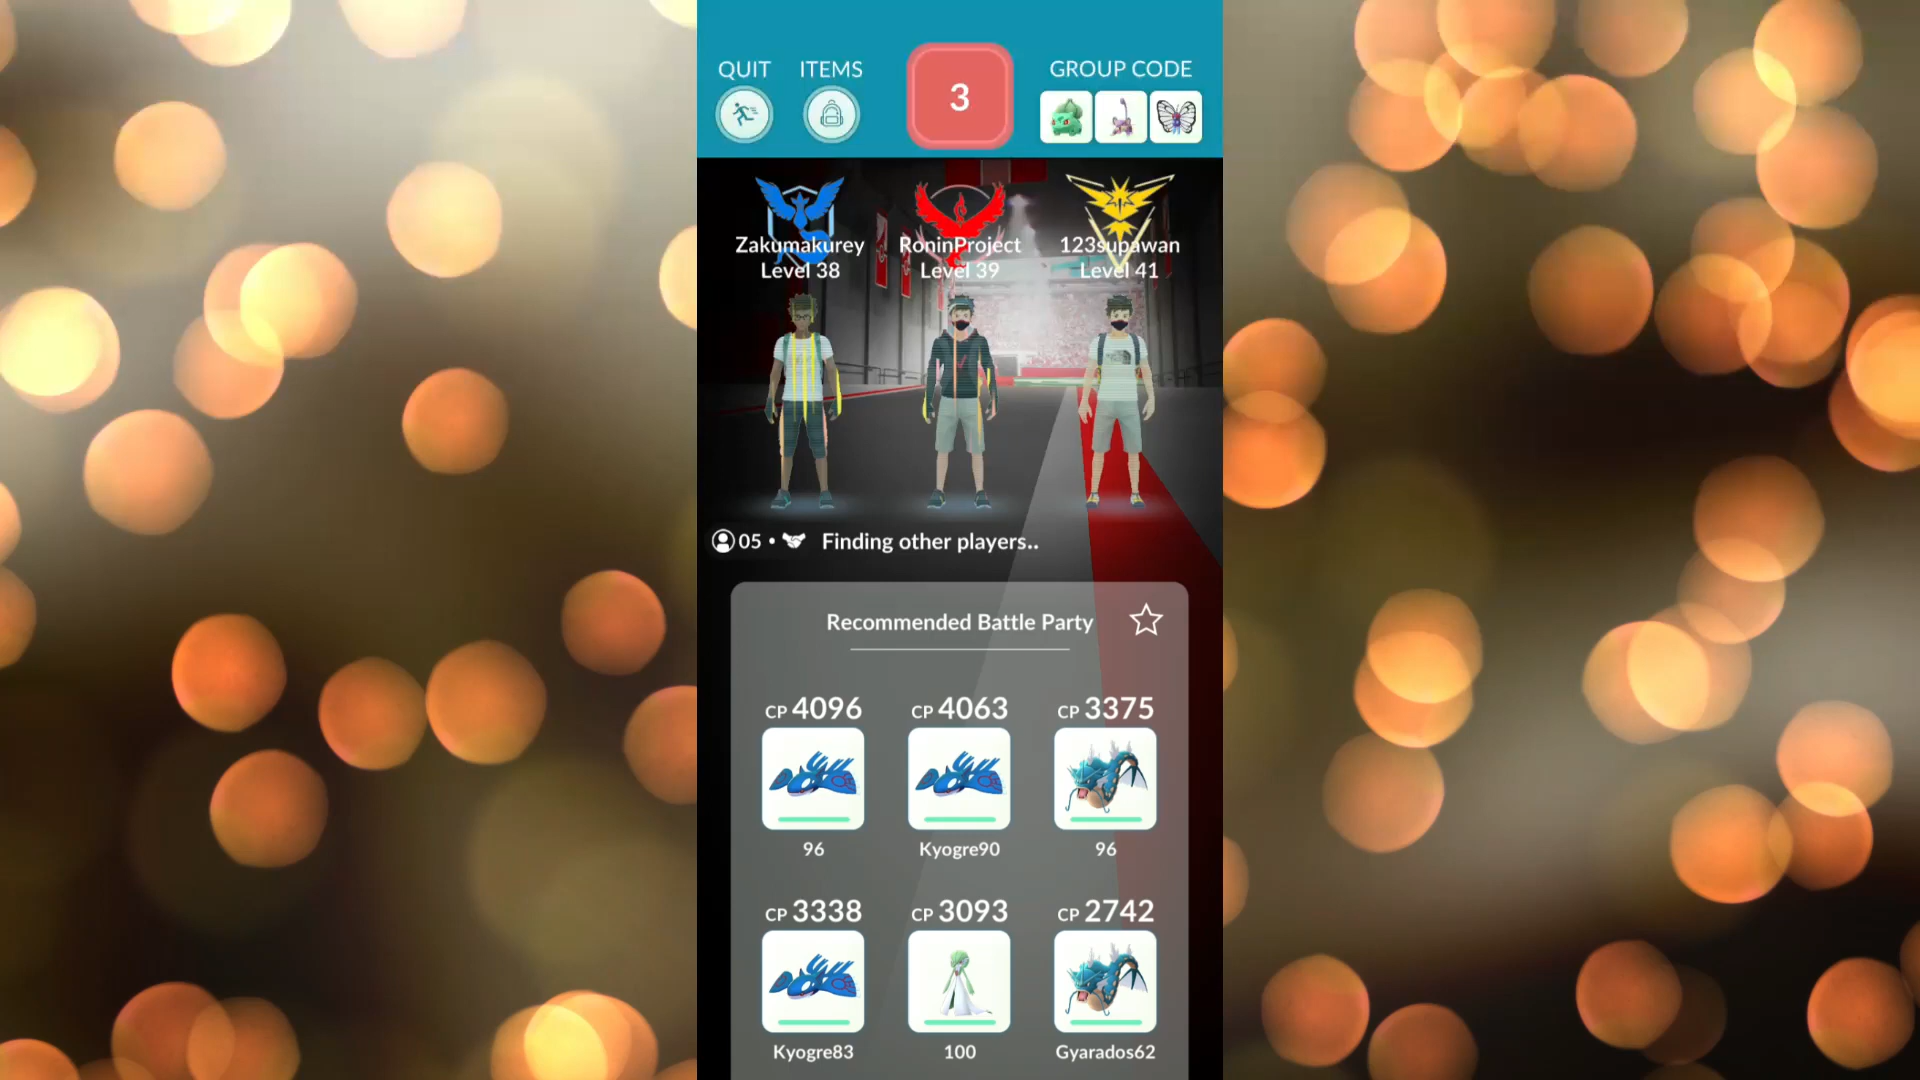 QUIT ITEMS 3 GROUP CODE
Zakumakurey RoninProject 123supawan
Level 38 Level 39 Level 41
05 • Finding other players..
Recommended Battle Party
CP 4096 CP 4063 CP 3375
96 Kyogre90 96
CP 3338 CP 3093 CP 2742
Kyogre83 100 Gyarados62